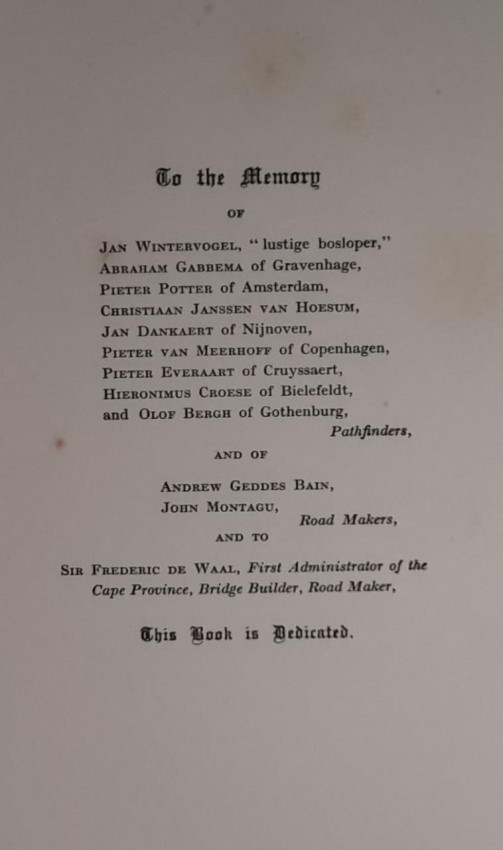 To the Memory
OF
JAN WINTERVOGEL, "lustige bosloper,"
ABRAHAM GABBEMA of Gravenhage,
PIETER POTTER of Amsterdam,
CHRISTIAAN JANSSEN VAN HOESUM,
JAN DANKAERT of Nijnoven,
PIETER VAN MEERHOFF of Copenhagen,
PIETER EVERAART of Cruyssaert,
HIERONIMUS CROESE of Bielefeldt,
and OLOF BERGH of Gothenburg,
Pathfinders,
AND OF
ANDREW GEDDES BAIN,
JOHN MONTAGU,
Road Makers,
AND TO
SIR FREDERIC DE WAAL, First Administrator of the
Cape Province, Bridge Builder, Road Maker,
This Book is Dedicated.